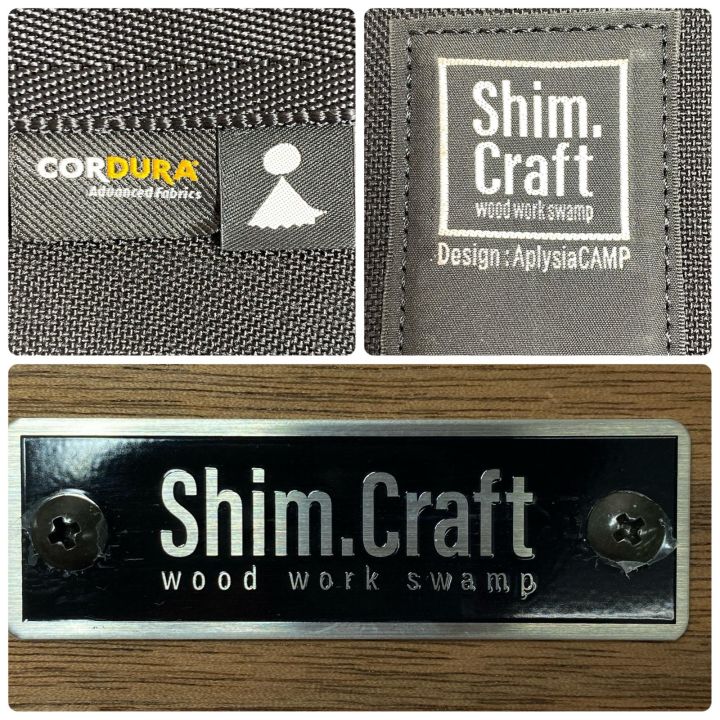 CORDURA®
Advanced Fabrics
Shim.
Craft
wood work swamp
Design : AplysiaCAMP
Shim.Craft
wood work swamp